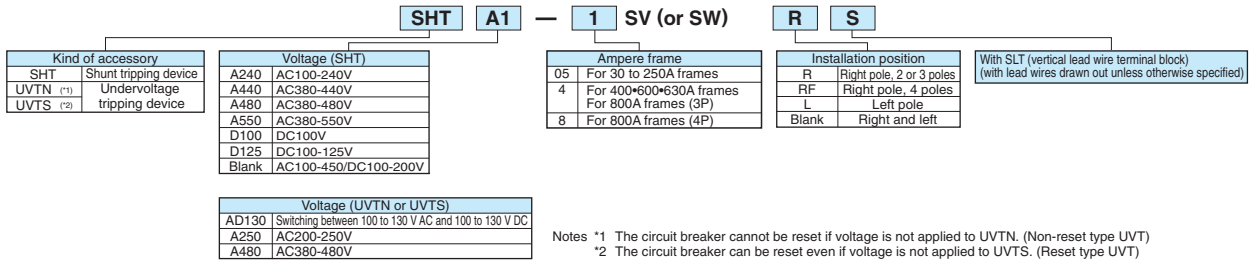 SHT A1 — 1 SV (or SW) R S
Kind of accessory
SHT Shunt tripping device
UVTN (*1) Undervoltage
UVTS (*2) tripping device
Voltage (SHT)
A240 AC100-240V
A440 AC380-440V
A480 AC380-480V
A550 AC380-550V
D100 DC100V
D125 DC100-125V
Blank AC100-450/DC100-200V
Ampere frame
05 For 30 to 250A frames
4 For 400•600•630A frames
For 800A frames (3P)
8 For 800A frames (4P)
Installation position
R Right pole, 2 or 3 poles
RF Right pole, 4 poles
L Left pole
Blank Right and left
With SLT (vertical lead wire terminal block)
(with lead wires drawn out unless otherwise specified)
Voltage (UVTN or UVTS)
AD130 Switching between 100 to 130 V AC and 100 to 130 V DC
A250 AC200-250V
A480 AC380-480V
Notes *1 The circuit breaker cannot be reset if voltage is not applied to UVTN. (Non-reset type UVT)
*2 The circuit breaker can be reset even if voltage is not applied to UVTS. (Reset type UVT)